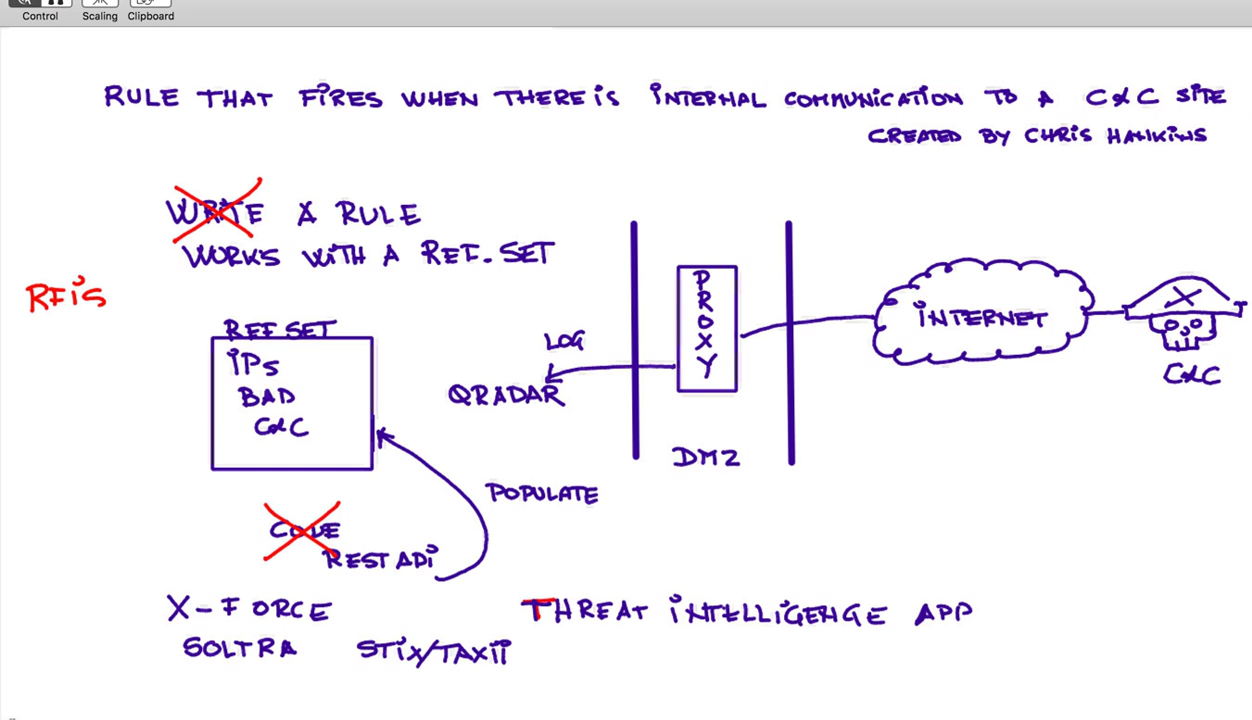 Control Scaling Clipboard
RULE THAT FIRES WHEN THERE IS INTERNAL COMMUNICATION TO A C&C SITE
CREATED BY CHRIS HANKINS
WRITE A RULE
WORKS WITH A REF. SET
RFIS
REF SET
IPS
BAD
C&C
LOG
QRADAR
PROXY
DMZ
INTERNET
C&C
POPULATE
CODE
REST API
X-FORCE
THREAT INTELLIGENCE APP
SOLTRA STIX/TAXII